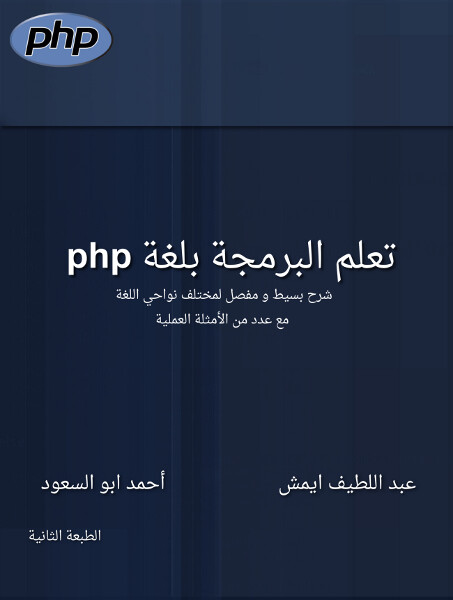 php
تعلم البرمجة بلغة php
شرح بسيط و مفصل لمختلف نواحي اللغة
مع عدد من الأمثلة العملية
عبد اللطيف ايمش
أحمد ابو السعود
الطبعة الثانية